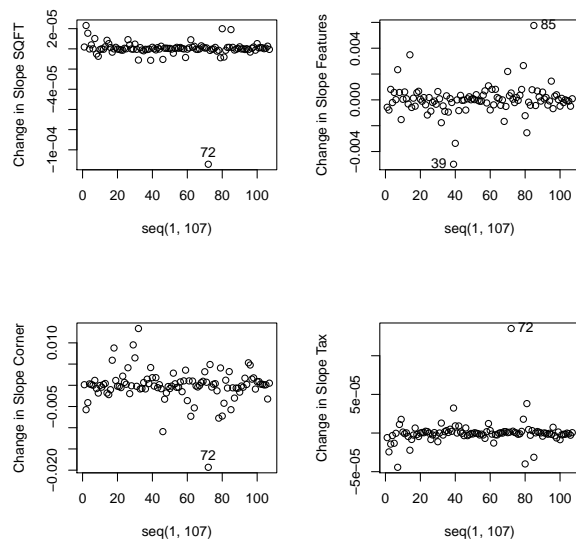 Change in Slope SQFT
2e-05
-4e-05
-1e-04
72
0 20 40 60 80 100
seq(1, 107)
Change in Slope Features
0.004
0.000
-0.004
85
39
0 20 40 60 80 100
seq(1, 107)
Change in Slope Corner
0.010
-0.005
-0.020
72
0 20 40 60 80 100
seq(1, 107)
Change in Slope Tax
5e-05
-5e-05
72
0 20 40 60 80 100
seq(1, 107)